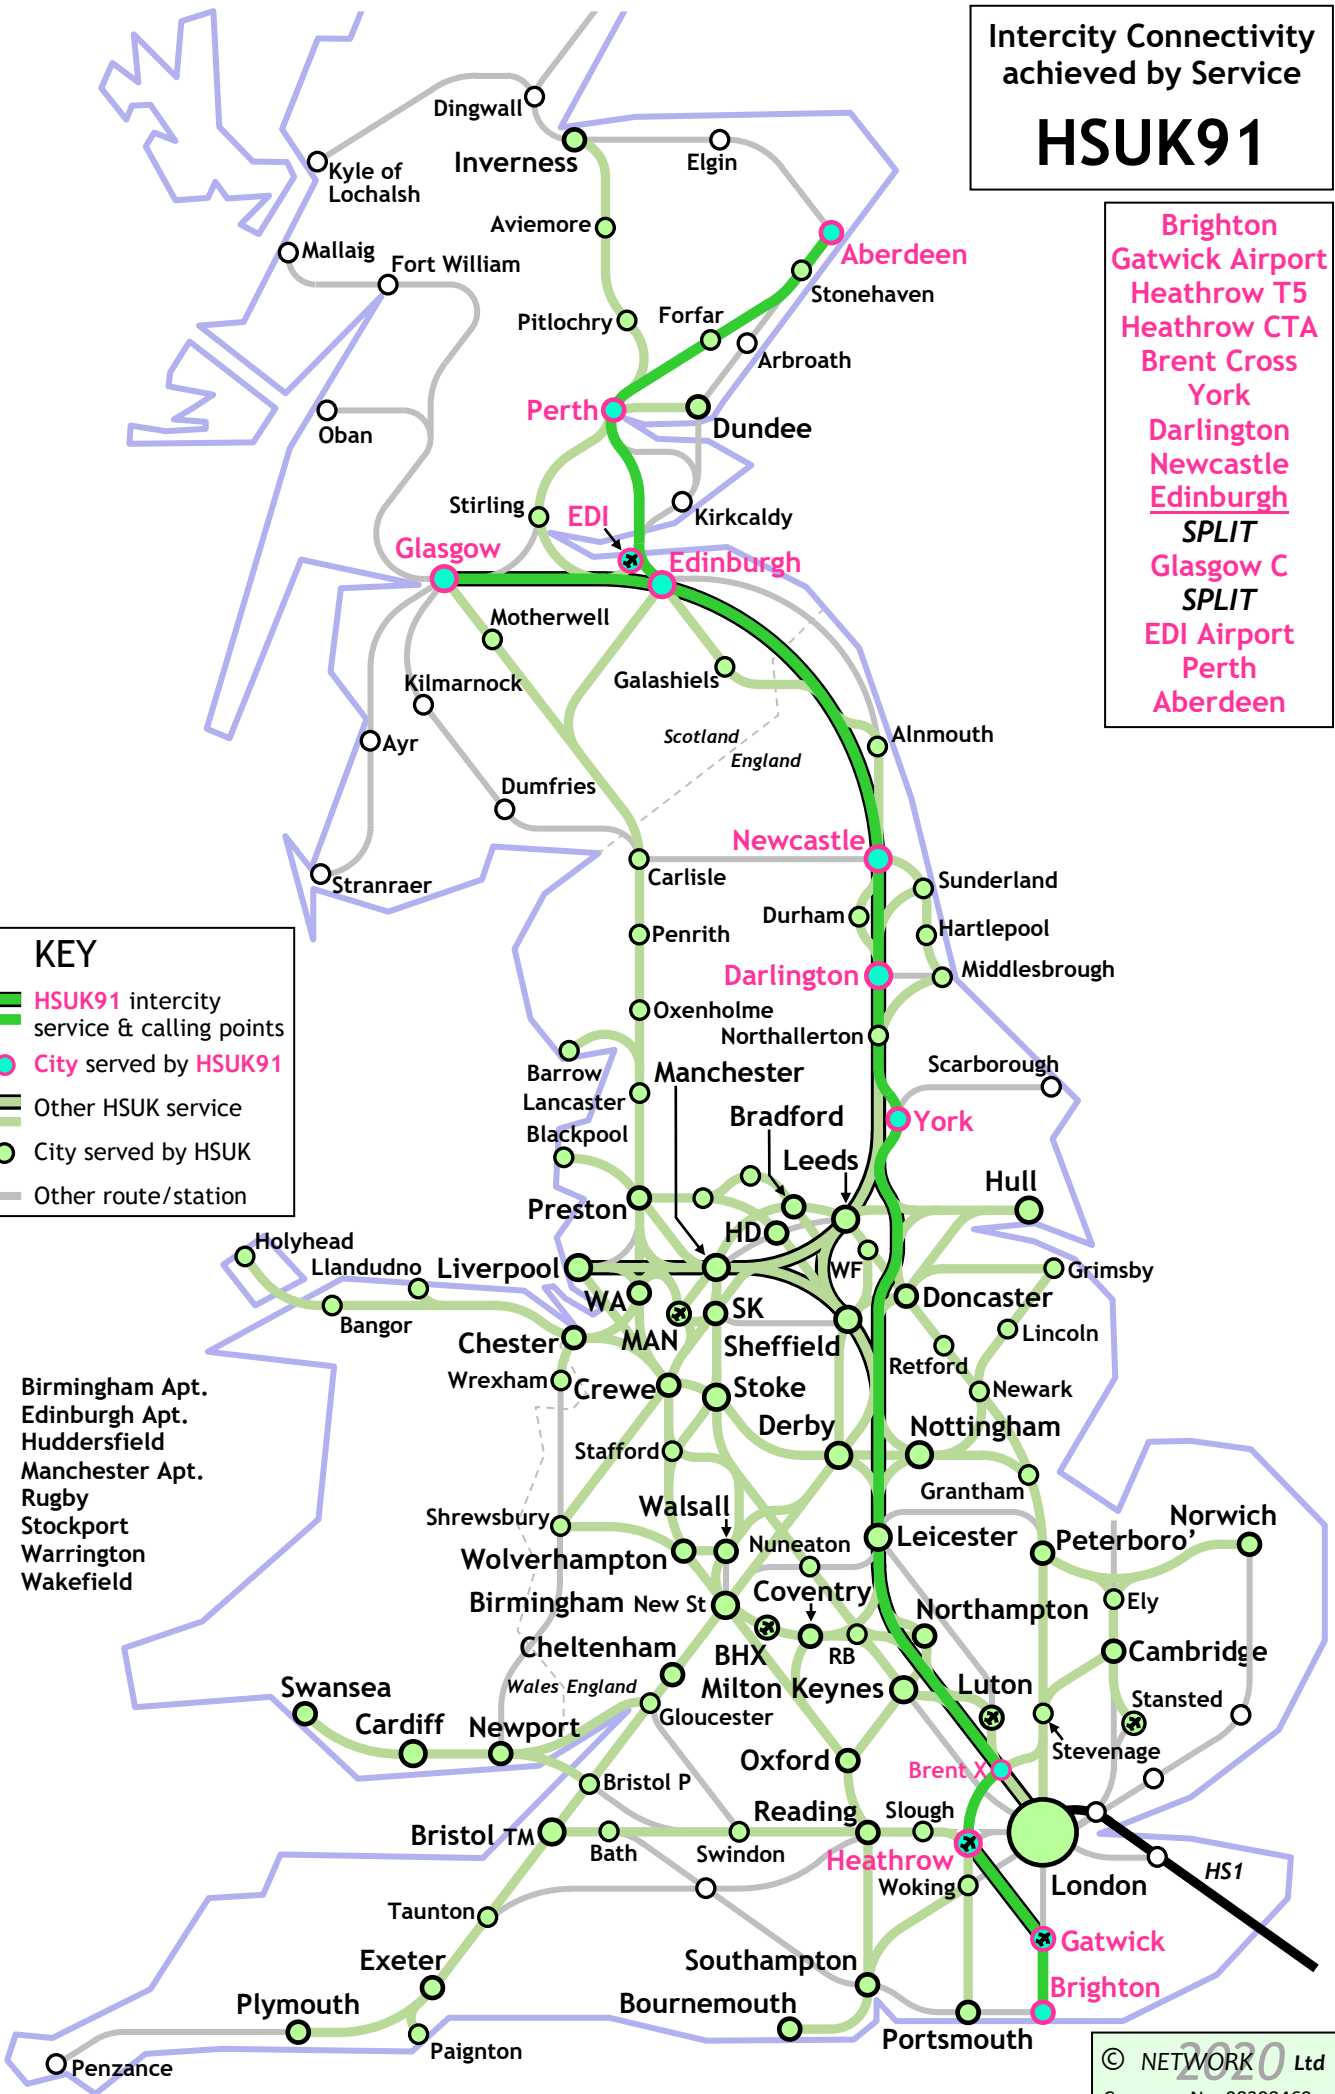 Intercity Connectivity
achieved by Service
HSUK91
Brighton
Gatwick Airport
Heathrow T5
Heathrow CTA
Brent Cross
York
Darlington
Newcastle
Edinburgh
SPLIT
Glasgow C
SPLIT
EDI Airport
Perth
Aberdeen
Dingwall
Inverness
Elgin
Kyle of
Lochalsh
Aviemore
Mallaig
Fort William
Aberdeen
Stonehaven
Pitlochry
Forfar
Arbroath
Perth
Dundee
Oban
Stirling
EDI
Kirkcaldy
Glasgow
Edinburgh
Motherwell
Galashiels
Kilmarnock
Ayr
Scotland
England
Alnmouth
Dumfries
Newcastle
Stranraer
Carlisle
Sunderland
Durham
Hartlepool
Penrith
Darlington
Middlesbrough
Oxenholme
Northallerton
Barrow
Manchester
Scarborough
Lancaster
Bradford
York
Blackpool
Leeds
Preston
HD
Hull
KEY
HSUK91 intercity
service & calling points
City served by HSUK91
Other HSUK service
City served by HSUK
Other route/station
Holyhead
Llandudno
Liverpool
WF
Grimsby
Bangor
WA
MAN
SK
Doncaster
Chester
Sheffield
Lincoln
Retford
Wrexham
Crewe
Stoke
Newark
Derby
Nottingham
Stafford
Grantham
Birmingham Apt.
Edinburgh Apt.
Huddersfield
Manchester Apt.
Rugby
Stockport
Warrington
Wakefield
Shrewsbury
Walsall
Norwich
Wolverhampton
Nuneaton
Leicester
Peterboro’
Birmingham New St
Coventry
Ely
Northampton
Cheltenham
BHX
RB
Cambridge
Wales England
Milton Keynes
Luton
Stansted
Swansea
Gloucester
Cardiff
Newport
Stevenage
Oxford
Brent X
Bristol P
Reading
Slough
Bristol TM
Bath
Swindon
Heathrow
London
HS1
Woking
Taunton
Gatwick
Exeter
Southampton
Brighton
Plymouth
Bournemouth
Portsmouth
Paignton
Penzance
© NETWORK 2020 Ltd